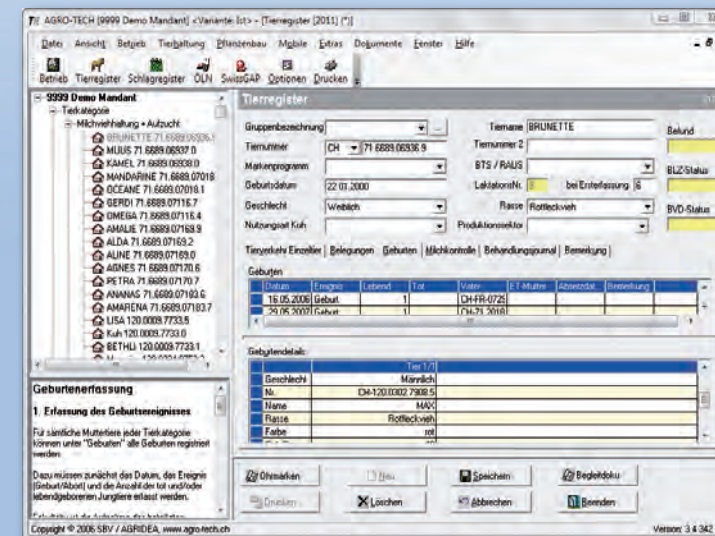 AGRO-TECH [9999 Demo Mandant] <Variante: Ist> - [Tierregister [2011] (*)]
Datei Ansicht Betrieb Tierhaltung Pflanzenbau Mobile Extras Dokumente Fenster Hilfe
Betrieb Tierregister Schlagregister ÖLN SwissGAP Optionen Drucken
9999 Demo Mandant
Tierkategorie
Milchviehhaltung + Aufzucht
BRUNETTE 71.6689.06936.9
MUUS 71.6689.06937.0
KAMEL 71.6689.06938.0
MANDARINE 71.6689.07018
OCEANE 71.6689.07018.1
GERDI 71.6689.07116.7
OMEGA 71.6689.07116.4
AMALIE 71.6689.07169.9
ALDA 71.6689.07169.2
ALINE 71.6689.07169.0
AGNES 71.6689.07170.6
PETRA 71.6689.07170.7
ANANAS 71.6689.07183.6
AMARENA 71.6689.07183.7
LISA 120.0009.7733.5
Kuh 120.0009.7733.0
BETHLI 120.0009.7733.1
Geburtenerfassung
1. Erfassung des Geburtsereignisses
Für sämtliche Muttertiere jeder Tierkategorie
können unter "Geburten" alle Geburten registriert
werden.
Dazu müssen zunächst das Datum, das Ereignis
(Geburt/Abort) und die Anzahl der tot und/oder
lebendgeborenen Jungtiere erfasst werden.
Tierregister
Gruppenbezeichnung ... Tiername BRUNETTE Befund
Tiernummer CH 71.6689.06936.9 Tiernummer 2
Markenprogramm BTS / RAUS BLZ-Status
Geburtsdatum 22.01.2000 LaktationsNr. bei Ersterfassung 6
Geschlecht Weiblich Rasse Rotfleckvieh BVD-Status
Nutzungsart Kuh Produktionssektor
Tierverkehr Einzeltier Belegungen Geburten Milchkontrolle Behandlungsjournal Bemerkung
Geburten
Datum Ereignis Lebend Tot Vater ET-Mutter Absetzdat. Bemerkung
16.05.2006 Geburt 1 CH-FR-0729
29.05.2007 Geburt 1 CH-71.2018
Geburtendetails
Tier 1/1
Geschlecht Männlich
Nr. CH-120.0302.7908.5
Name MAX
Rasse Rotfleckvieh
Farbe rot
Ohrmarken Neu Speichern Begleitdoku
Drucken Löschen Abbrechen Beenden
Copyright © 2006 SBV / AGRIDEA, www.agro-tech.ch Version: 3.4.342